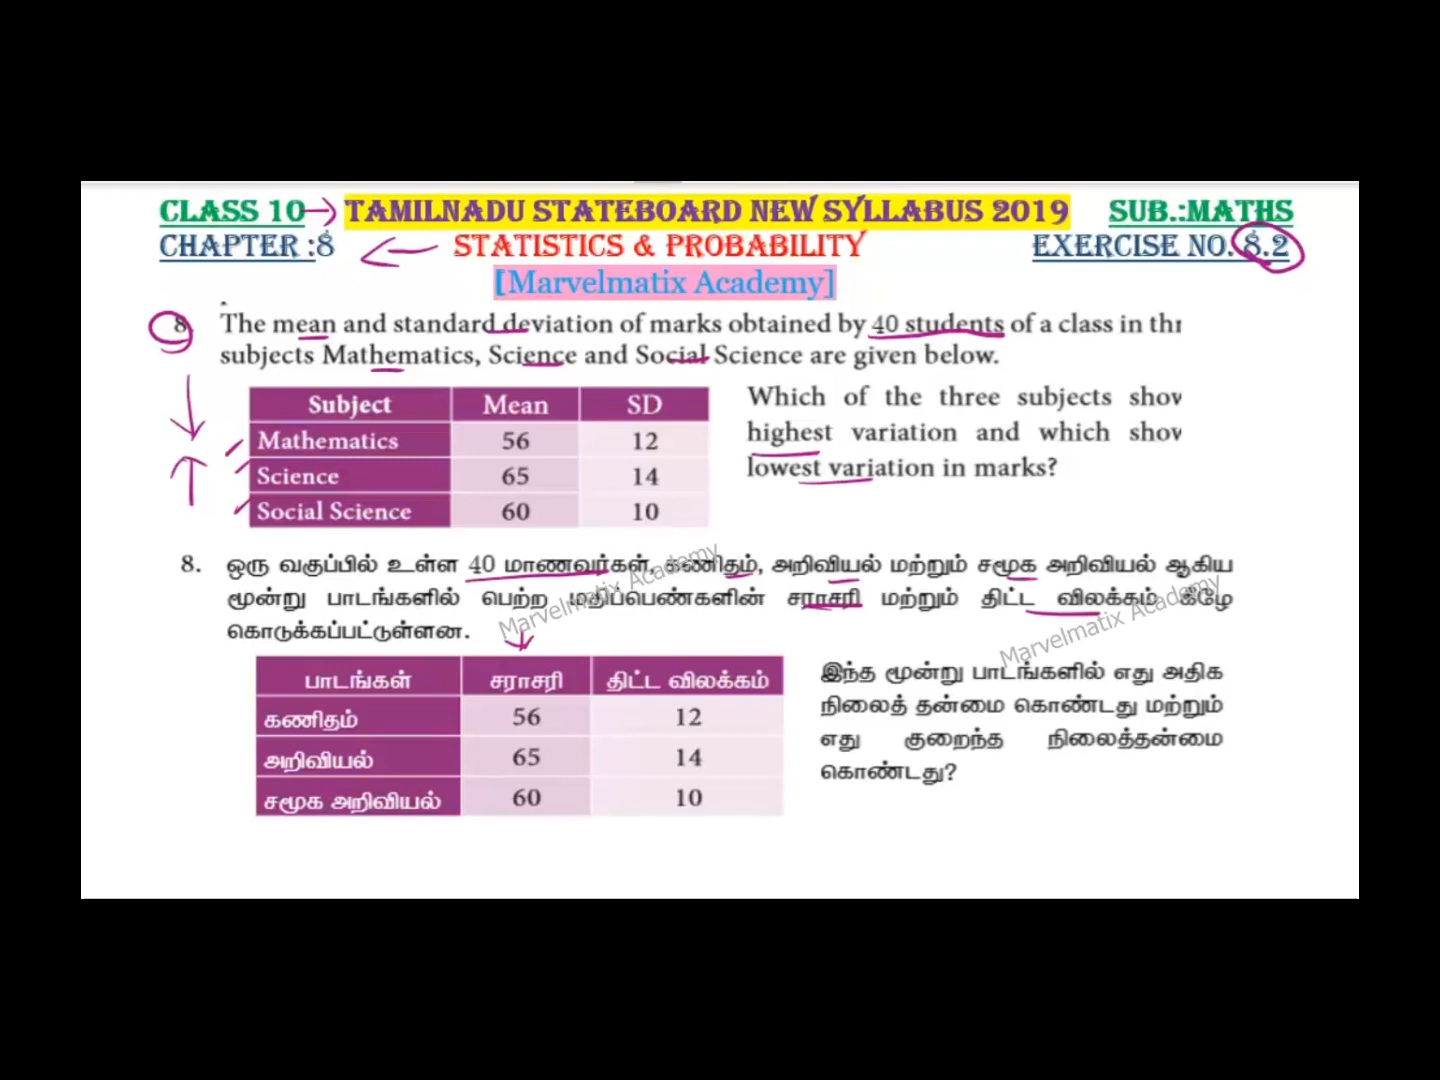 CLASS 10 TAMILNADU STATEBOARD NEW SYLLABUS 2019 SUB.:MATHS
CHAPTER :8 STATISTICS & PROBABILITY EXERCISE NO. 8.2
[Marvelmatix Academy]
8. The mean and standard deviation of marks obtained by 40 students of a class in
subjects Mathematics, Science and Social Science are given below.
Subject Mean SD
Mathematics 56 12
Science 65 14
Social Science 60 10
Which of the three subjects
highest variation and which
lowest variation in marks?
8. ஒரு வகுப்பில் உள்ள 40 மாணவர்கள், கணிதம், அறிவியல் மற்றும் சமூக அறிவியல் ஆகிய
மூன்று பாடங்களில் பெற்ற மதிப்பெண்களின் சராசரி மற்றும் திட்ட விலக்கம் கீழே
கொடுக்கப்பட்டுள்ளன.
பாடங்கள் சராசரி திட்ட விலக்கம்
கணிதம் 56 12
அறிவியல் 65 14
சமூக அறிவியல் 60 10
இந்த மூன்று பாடங்களில் எது அதிக
நிலைத் தன்மை கொண்டது மற்றும்
எது குறைந்த நிலைத்தன்மை
கொண்டது?
Marvelmatix Academy
Marvelmatix Academy